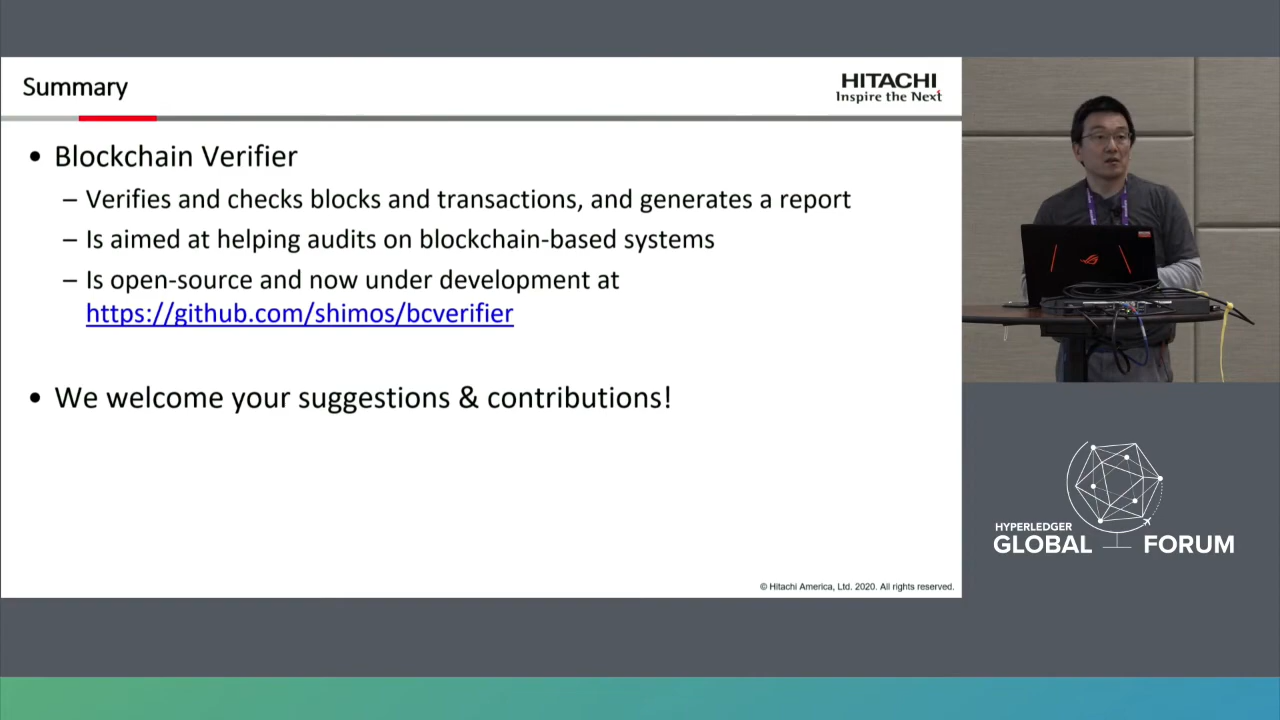 Summary
HITACHI
Inspire the Next
• Blockchain Verifier
– Verifies and checks blocks and transactions, and generates a report
– Is aimed at helping audits on blockchain-based systems
– Is open-source and now under development at
https://github.com/shimos/bcverifier
• We welcome your suggestions & contributions!
© Hitachi America, Ltd. 2020. All rights reserved.
HYPERLEDGER
GLOBAL FORUM